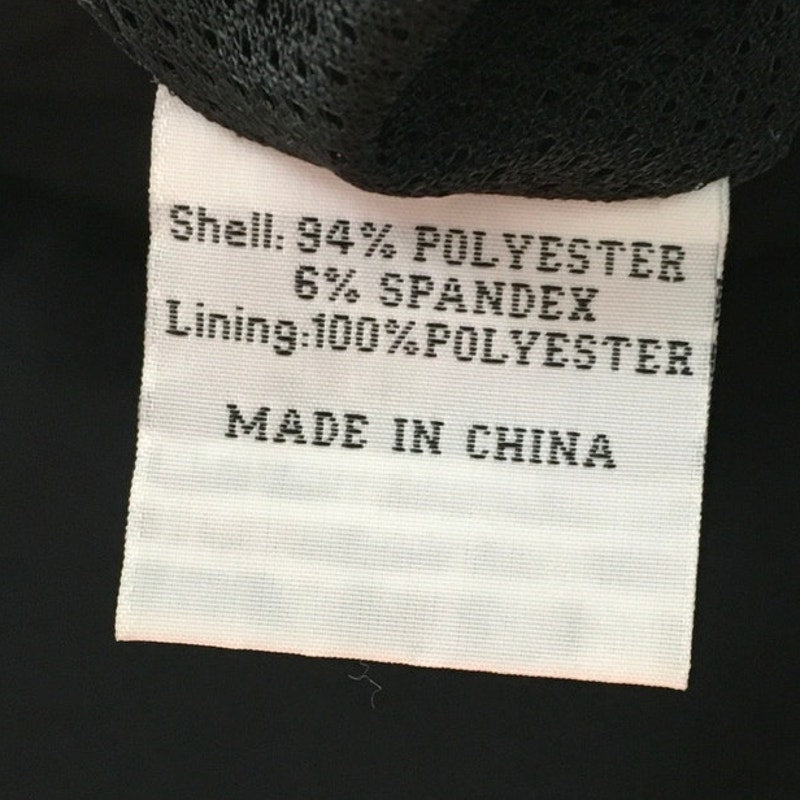 Shell: 94% POLYESTER
6% SPANDEX
Lining:100%POLYESTER
MADE IN CHINA